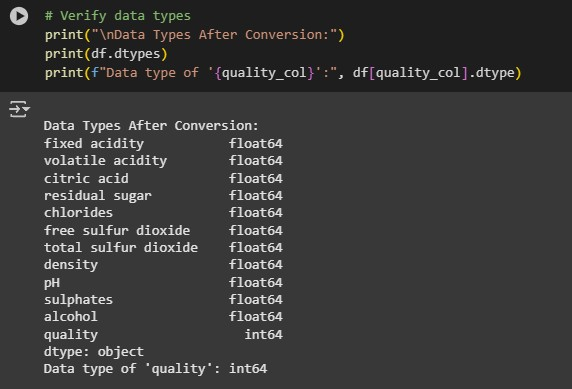 # Verify data types
print("\nData Types After Conversion:")
print(df.dtypes)
print(f"Data type of '{quality_col}':", df[quality_col].dtype)
Data Types After Conversion:
fixed acidity           float64
volatile acidity        float64
citric acid             float64
residual sugar          float64
chlorides               float64
free sulfur dioxide     float64
total sulfur dioxide    float64
density                 float64
pH                      float64
sulphates               float64
alcohol                 float64
quality                   int64
dtype: object
Data type of 'quality': int64